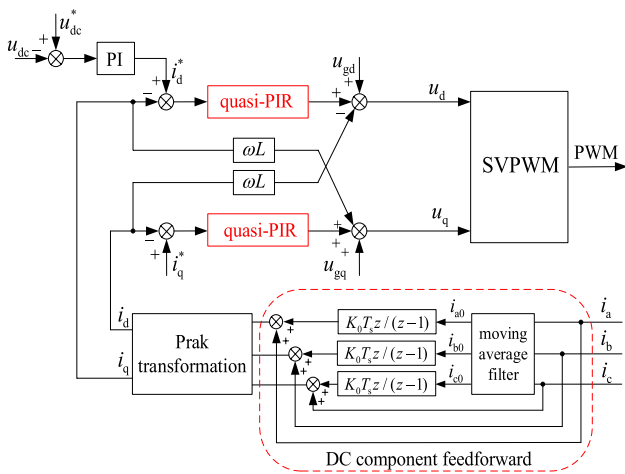 u*dc
udc
−
+
PI
i*d
−
+
quasi-PIR
ugd
+
+
−
ud
SVPWM
PWM
ωL
ωL
−
+
quasi-PIR
+
+
+
uq
i*q
ugq
id
iq
Prak
transformation
+
+
+
+
+
+
K0Tsz/(z−1)
K0Tsz/(z−1)
K0Tsz/(z−1)
ia0
ib0
ic0
moving
average
filter
ia
ib
ic
DC component feedforward